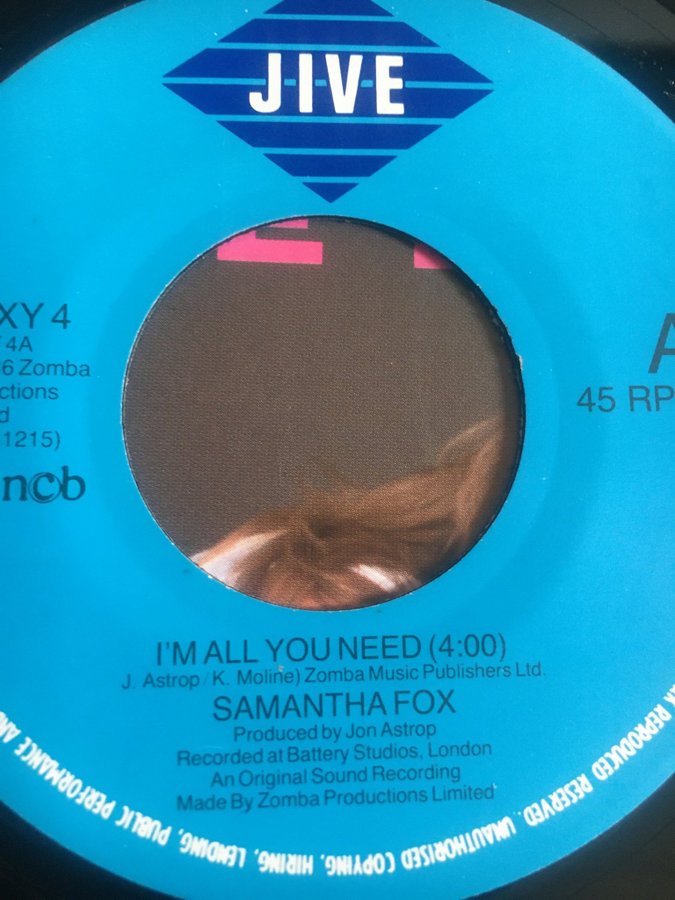 JIVE
XY 4
4A
6 Zomba
ctions
d
1215)
ncb
A
45 RP
I'M ALL YOU NEED (4:00)
J. Astrop / K. Moline) Zomba Music Publishers Ltd.
SAMANTHA FOX
Produced by Jon Astrop
Recorded at Battery Studios, London
An Original Sound Recording
Made By Zomba Productions Limited
REPRODUCED RESERVED. UNAUTHORISED COPYING, HIRING, LENDING, PUBLIC PERFORMANCE AND